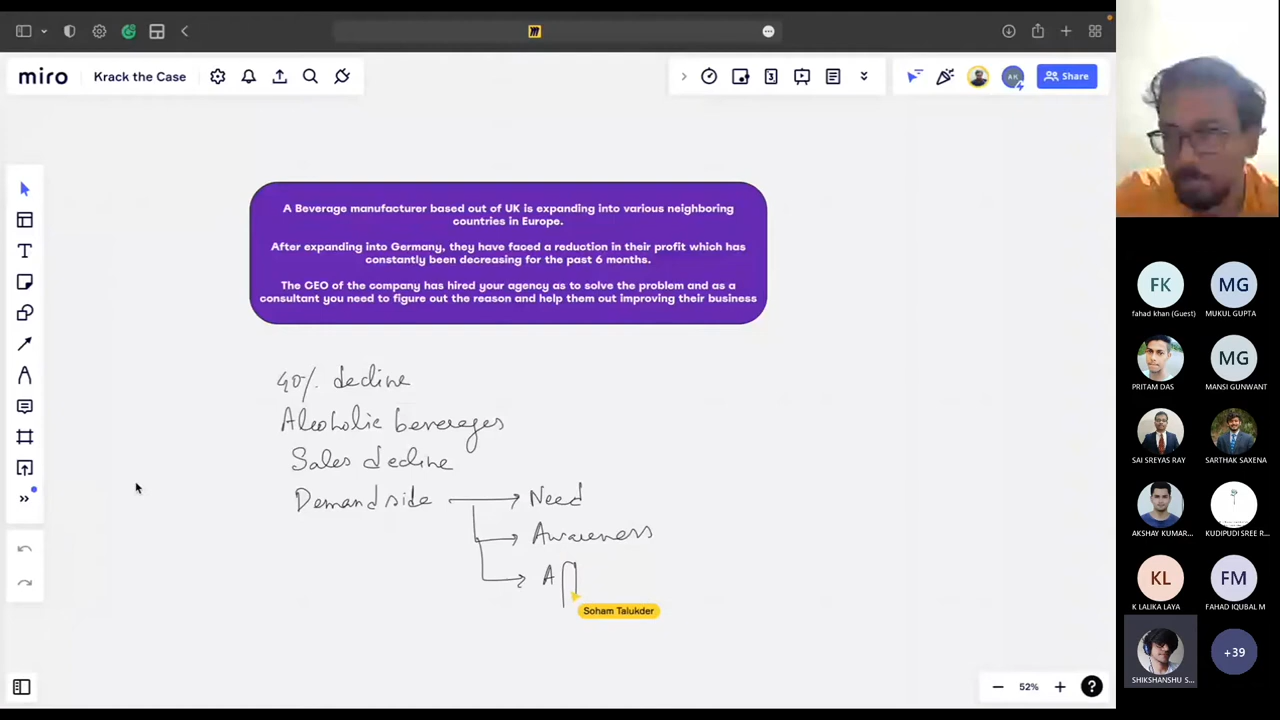 miro Krack the Case
Share
A Beverage manufacturer based out of UK is expanding into various neighboring
countries in Europe.
After expanding into Germany, they have faced a reduction in their profit which has
constantly been decreasing for the past 6 months.
The CEO of the company has hired your agency as to solve the problem and as a
consultant you need to figure out the reason and help them out improving their business
40% decline
Alcoholic beverages
Sales decline
Demand side Need
Awareness
A
Soham Talukder
52%
FK MG
fahad khan (Guest) MUKUL GUPTA
MG
PRITAM DAS MANSI GUNWANT
SAI SREYAS RAY SARTHAK SAXENA
AKSHAY KUMAR... KUDIPUDI SREE R...
KL FM
K LALIKA LAYA FAHAD IQUBAL M
+39
SHIKSHANSHU S...